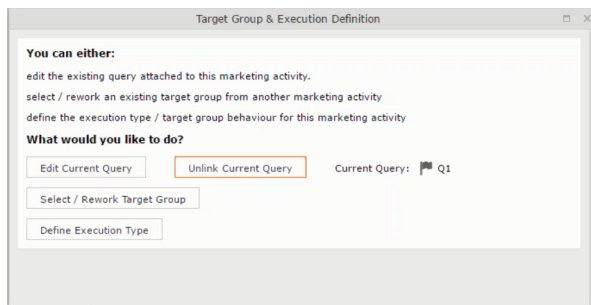 Target Group & Execution Definition
You can either:
edit the existing query attached to this marketing activity.
select / rework an existing target group from another marketing activity
define the execution type / target group behaviour for this marketing activity
What would you like to do?
Edit Current Query Unlink Current Query Current Query: Q1
Select / Rework Target Group
Define Execution Type